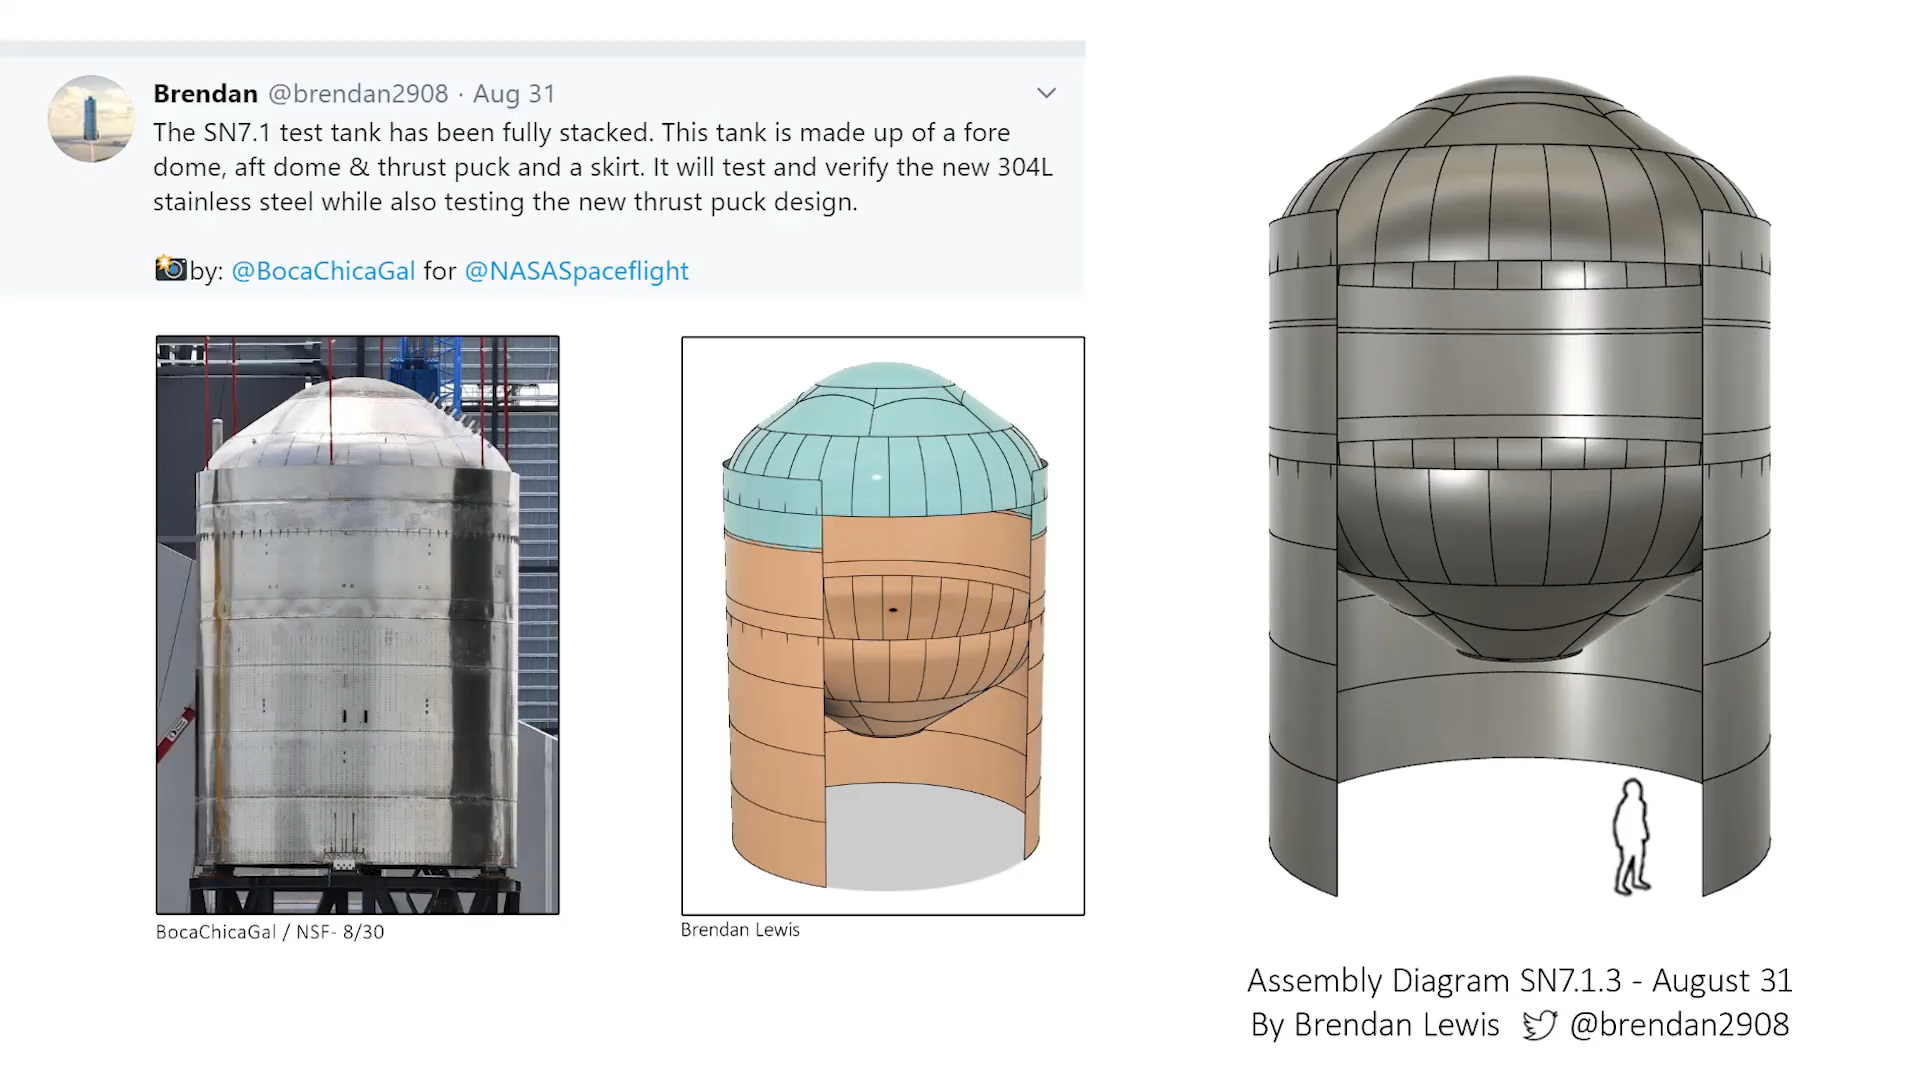 Brendan @brendan2908 · Aug 31
The SN7.1 test tank has been fully stacked. This tank is made up of a fore
dome, aft dome & thrust puck and a skirt. It will test and verify the new 304L
stainless steel while also testing the new thrust puck design.
📸by: @BocaChicaGal for @NASASpaceflight
BocaChicaGal / NSF- 8/30
Brendan Lewis
Assembly Diagram SN7.1.3 - August 31
By Brendan Lewis @brendan2908